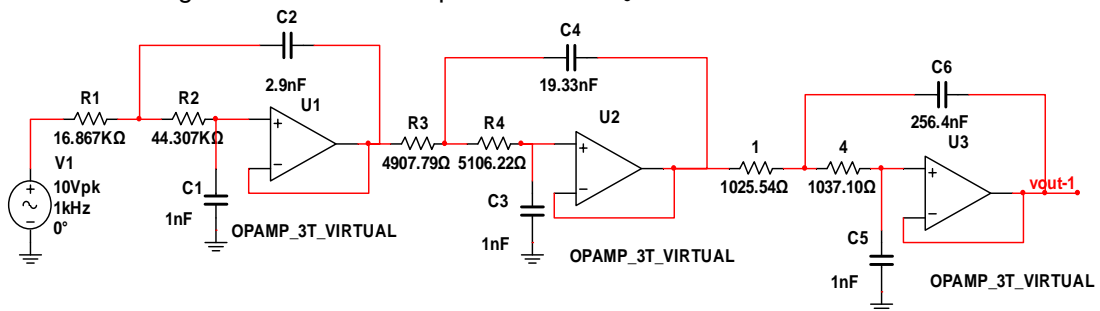 C2
2.9nF
C4
19.33nF
C6
256.4nF
R1
16.867KΩ
R2
44.307KΩ
U1
R3
4907.79Ω
R4
5106.22Ω
U2
1
1025.54Ω
4
1037.10Ω
U3
vout-1
V1
10Vpk
1kHz
0°
C1
1nF
OPAMP_3T_VIRTUAL
C3
1nF
OPAMP_3T_VIRTUAL
C5
1nF
OPAMP_3T_VIRTUAL